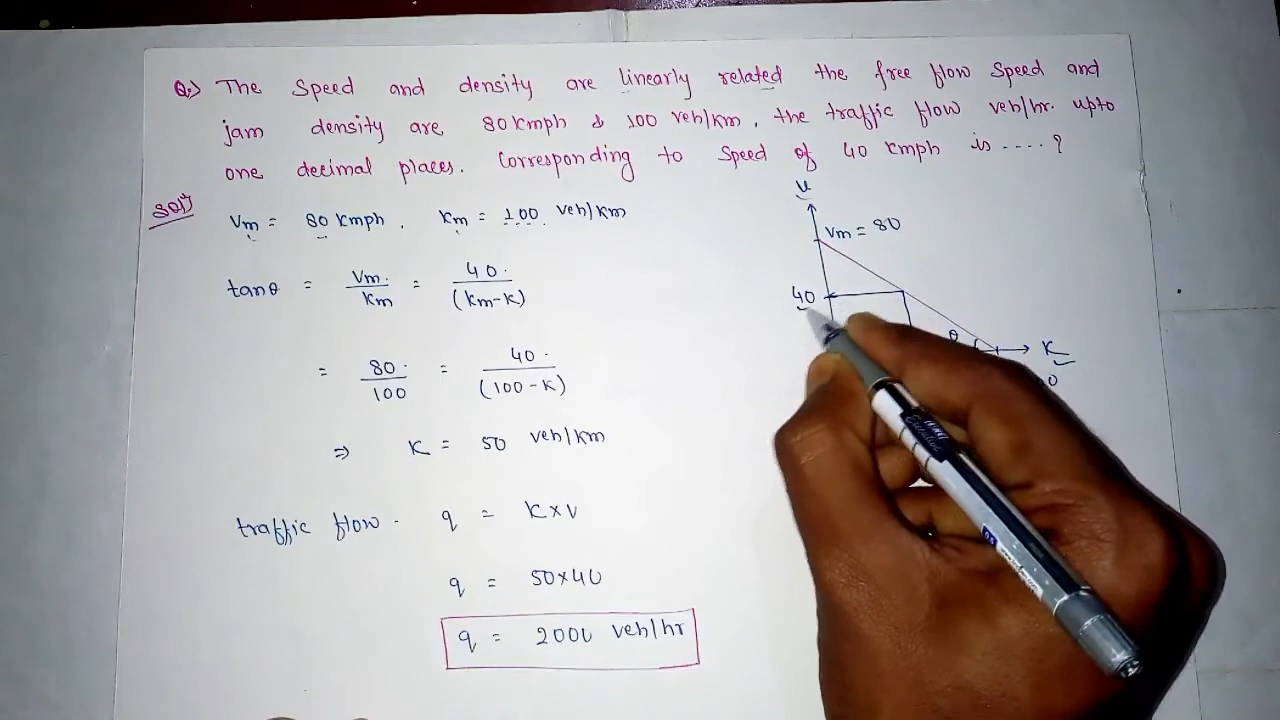 Q:) The Speed and density are linearly related the free flow Speed and
jam density are 80 Kmph & 100 veh/km, the traffic flow veh/hr. upto
one decimal places. Corresponding to Speed of 40 Kmph is ....?
Sol:)
Vm = 80 Kmph, Km = 100 veh/km
tanθ = Vm/Km = 40/(Km-K)
= 80/100 = 40/(100-K)
⇒ K = 50 veh/km
traffic flow. q = K×V
q = 50×40
q = 2000 veh/hr
u
Vm = 80
40
θ
K
Executive
0.5